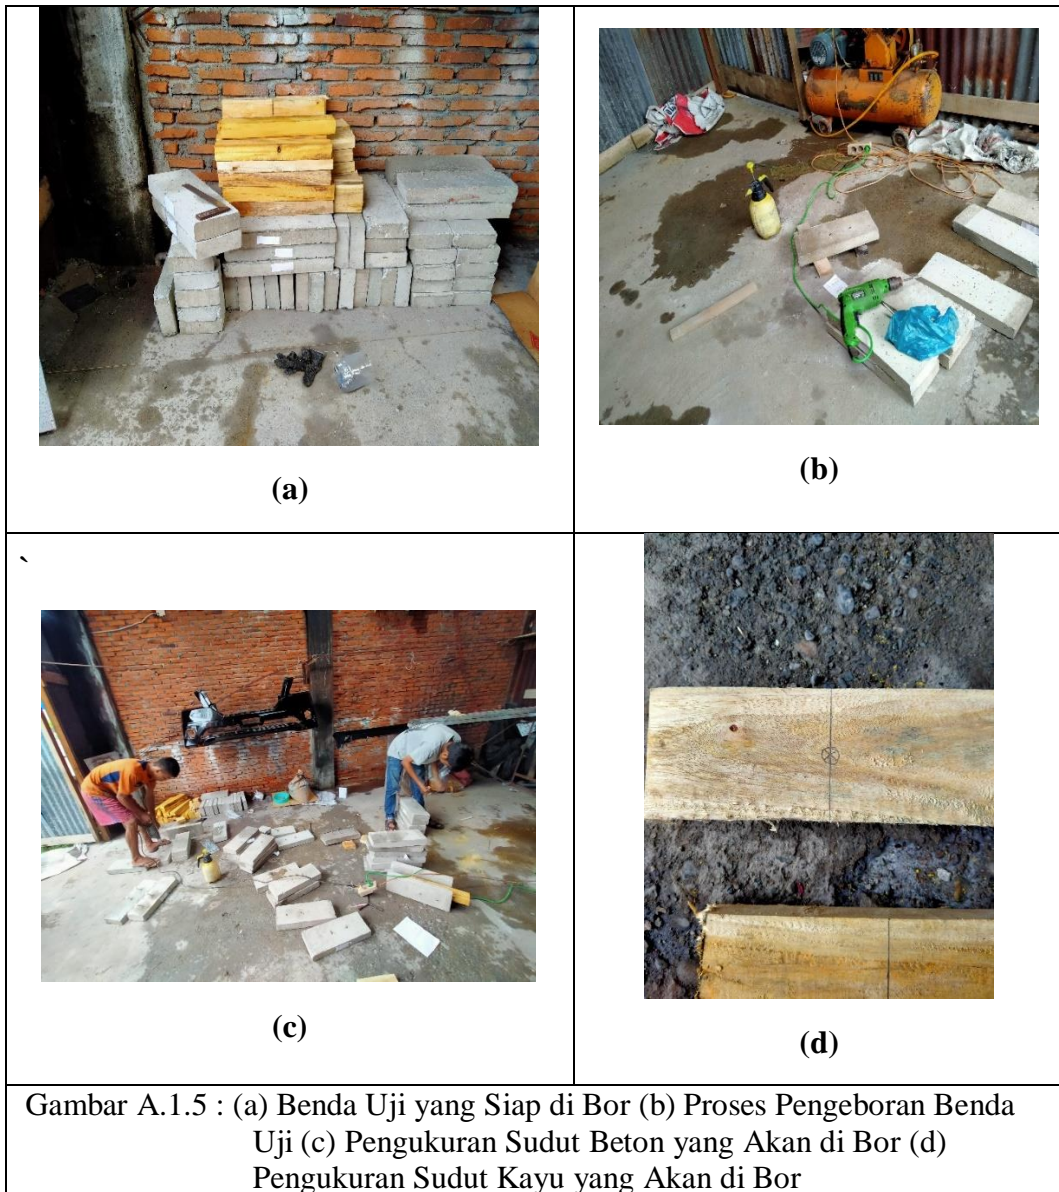 (a)
(b)
`
(c)
(d)
Gambar A.1.5 : (a) Benda Uji yang Siap di Bor (b) Proses Pengeboran Benda
Uji (c) Pengukuran Sudut Beton yang Akan di Bor (d)
Pengukuran Sudut Kayu yang Akan di Bor